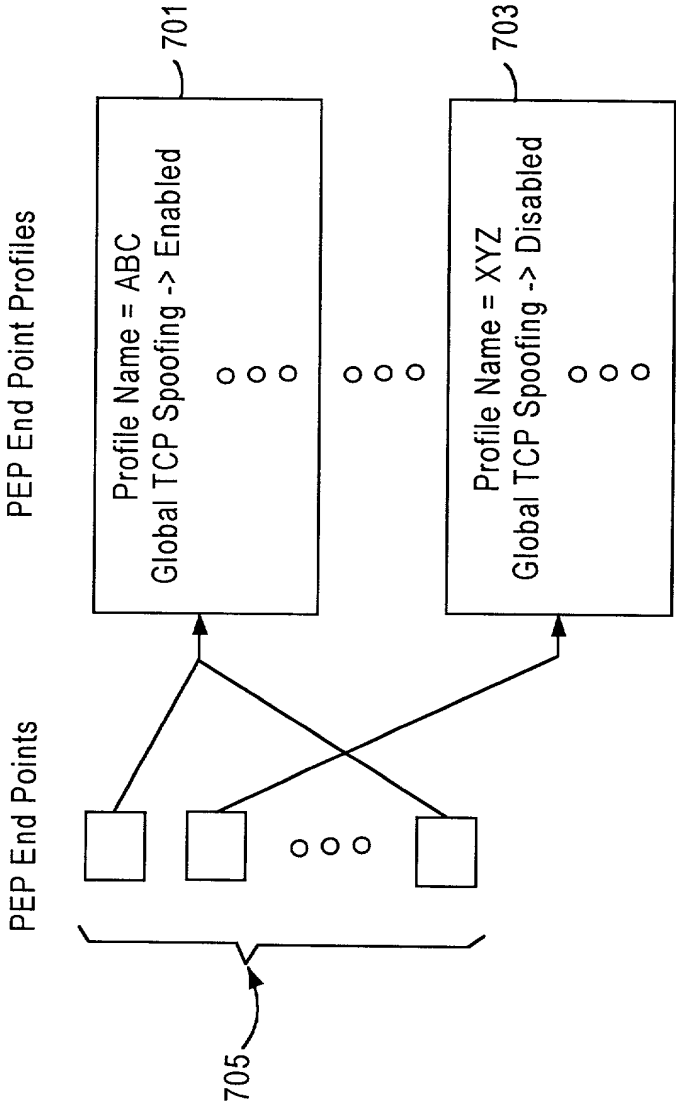 PEP End Points
PEP End Point Profiles
701
Profile Name = ABC
Global TCP Spoofing -> Enabled
703
Profile Name = XYZ
Global TCP Spoofing -> Disabled
705